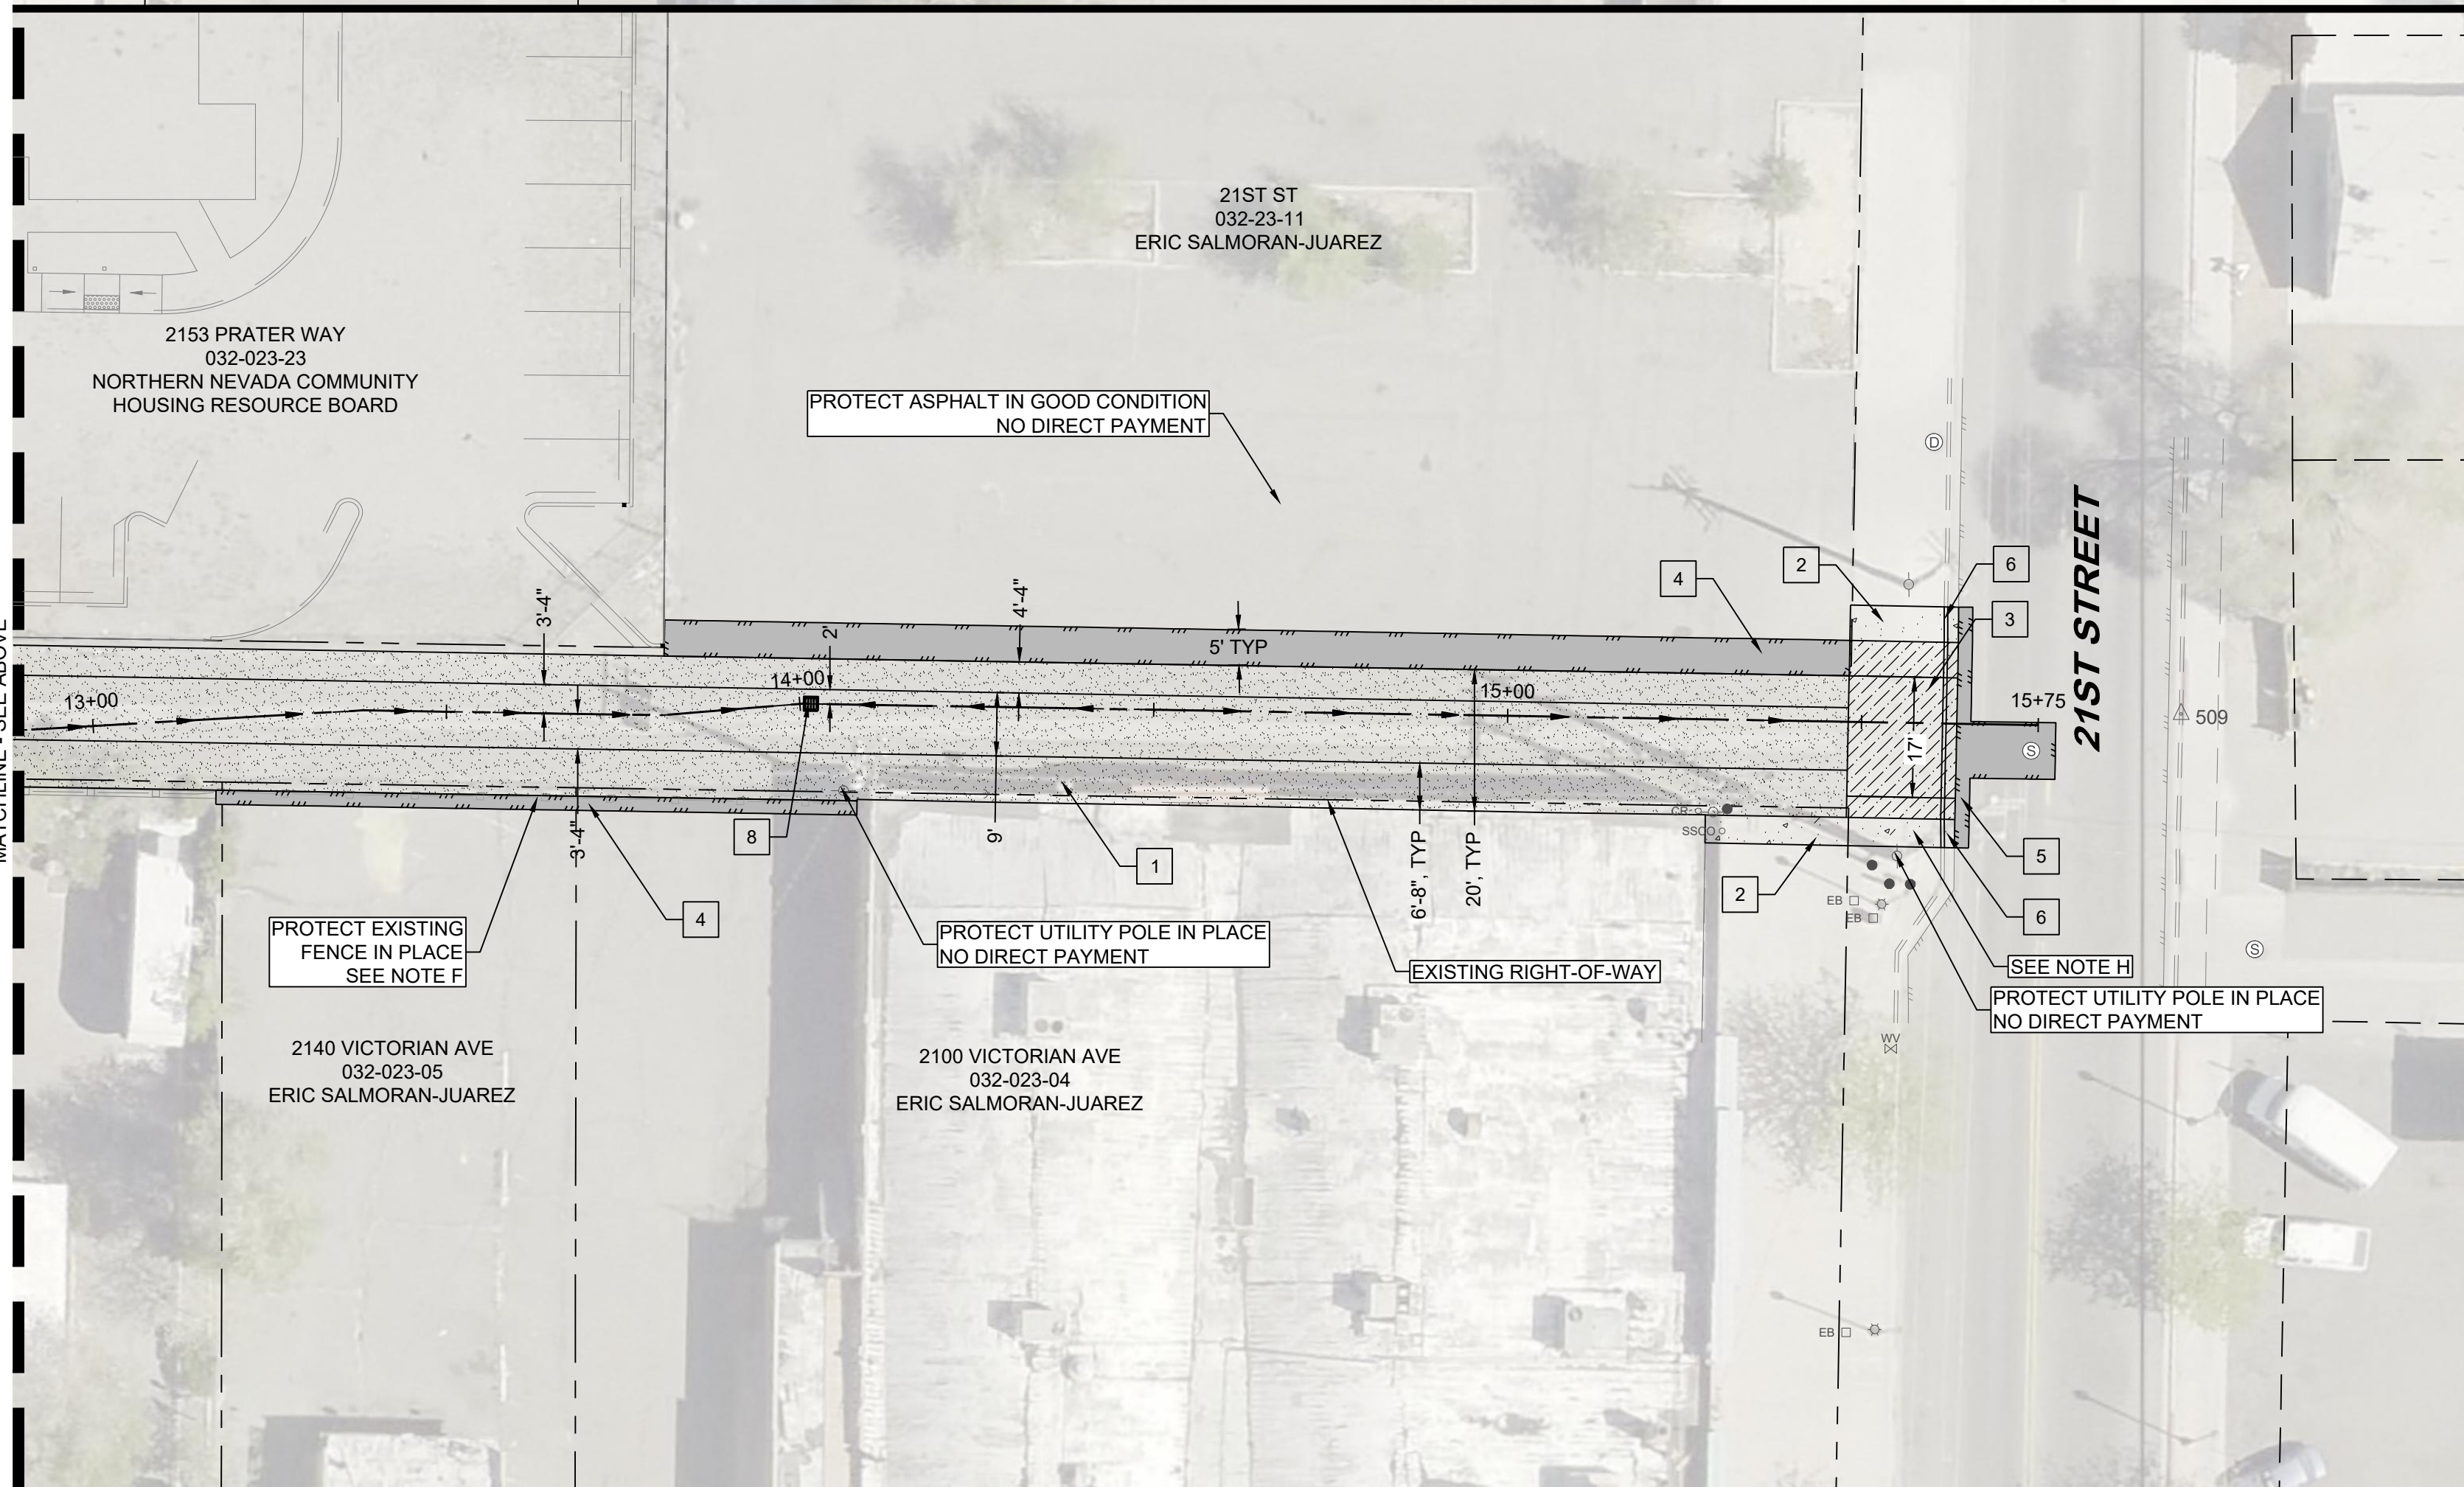 21ST ST
032-23-11
ERIC SALMORAN-JUAREZ
2153 PRATER WAY
032-023-23
NORTHERN NEVADA COMMUNITY
HOUSING RESOURCE BOARD
PROTECT ASPHALT IN GOOD CONDITION
NO DIRECT PAYMENT
D
21ST STREET
4
2
6
3
3'-4"
2'
4'-4"
5' TYP
13+00
14+00
15+00
15+75
509
17'
S
MATCHLINE - SEE ABOVE
8
3'-4"
9'
1
6'-8", TYP
20', TYP
CR
SSCO
2
EB
EB
5
6
S
PROTECT EXISTING
FENCE IN PLACE
SEE NOTE F
4
PROTECT UTILITY POLE IN PLACE
NO DIRECT PAYMENT
EXISTING RIGHT-OF-WAY
SEE NOTE H
PROTECT UTILITY POLE IN PLACE
NO DIRECT PAYMENT
WV
2140 VICTORIAN AVE
032-023-05
ERIC SALMORAN-JUAREZ
2100 VICTORIAN AVE
032-023-04
ERIC SALMORAN-JUAREZ
EB